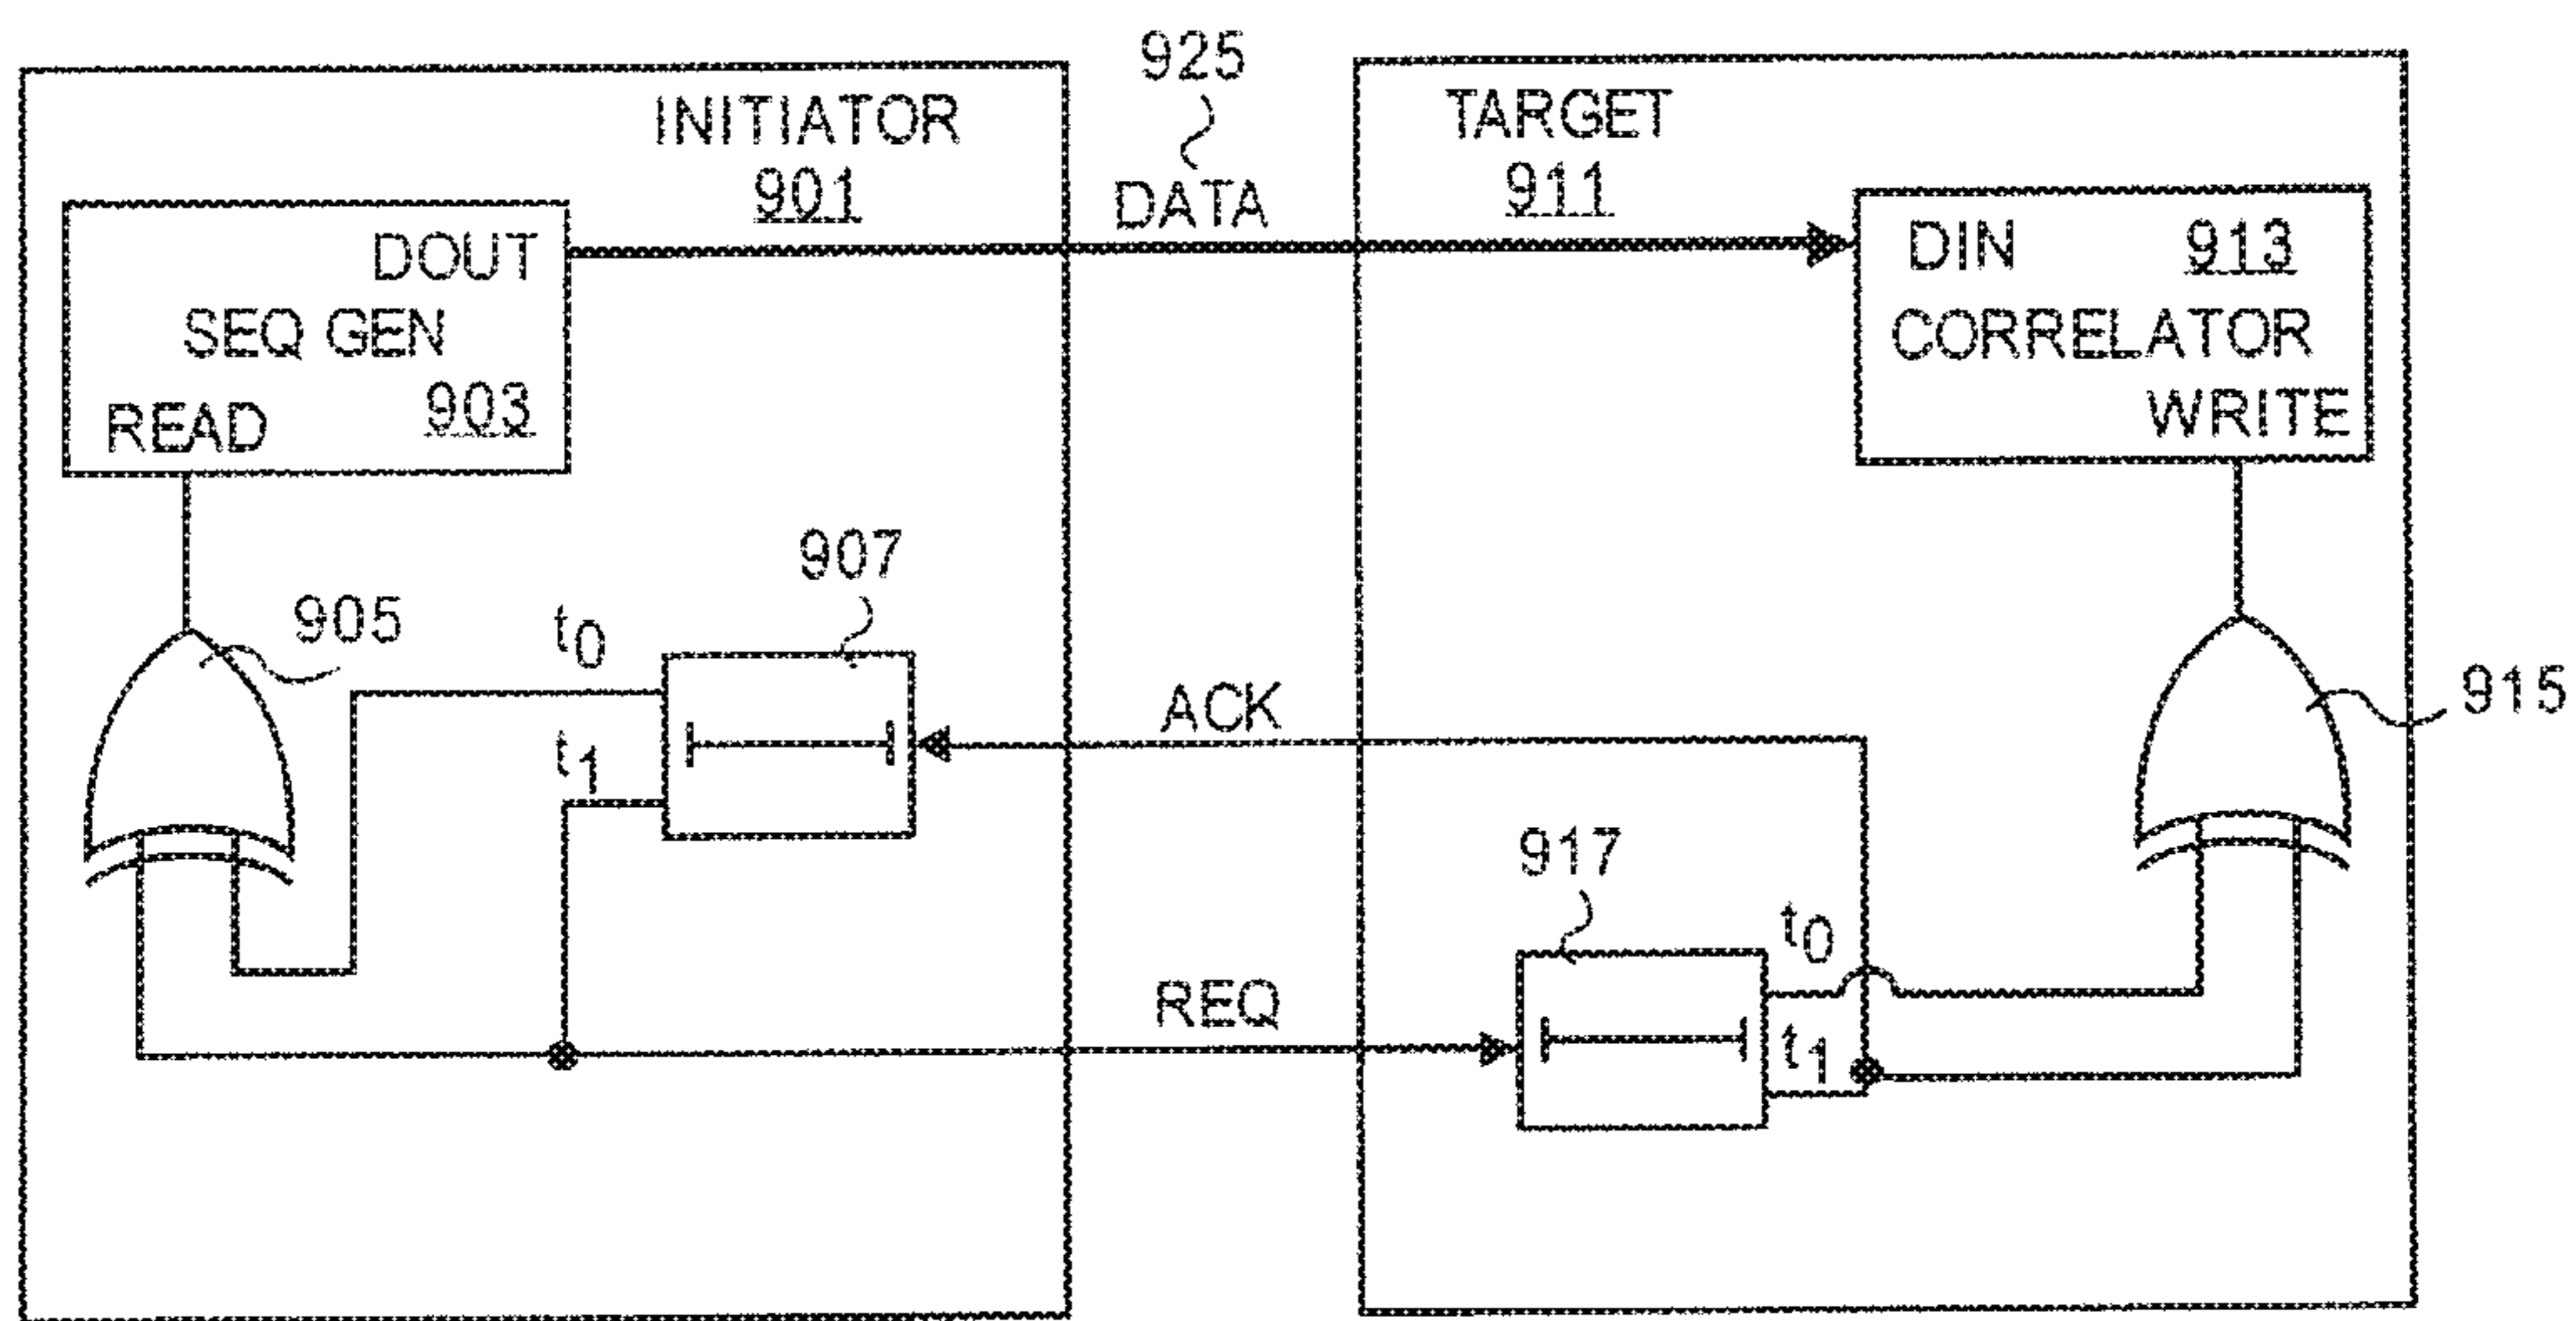 925
INITIATOR
901
DATA
TARGET
911
DOUT
SEQ GEN
READ 903
DIN 913
CORRELATOR
WRITE
905
907
t0
t1
ACK
915
917
t0
t1
REQ